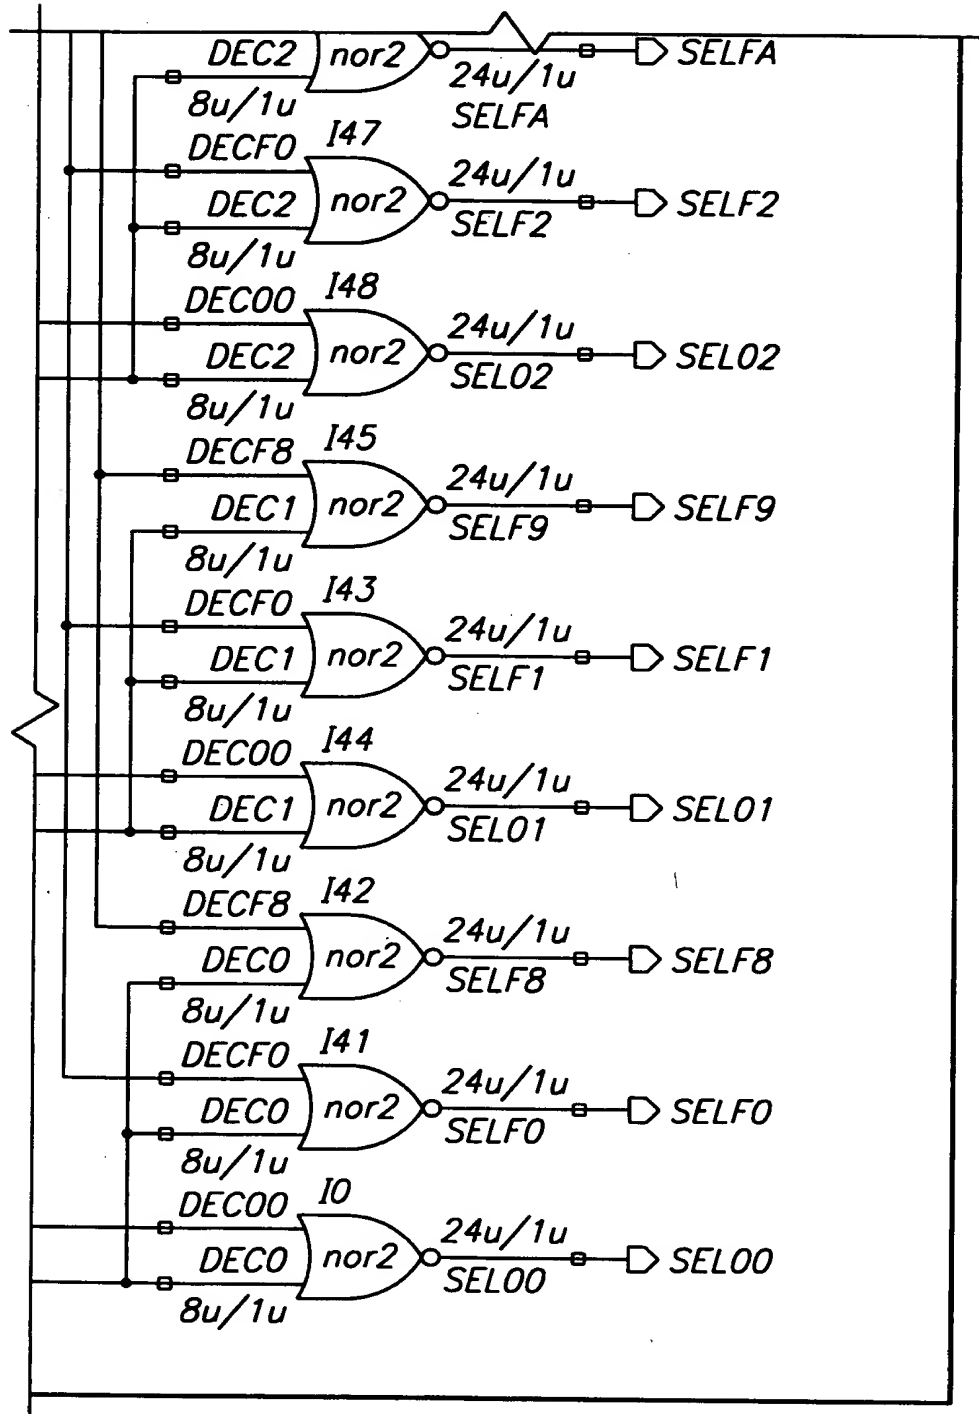 DEC2 nor2 24u/1u SELFA
8u/1u SELFA
I47
DECF0 24u/1u
DEC2 nor2 SELF2 SELF2
8u/1u
I48
DEC00 24u/1u
DEC2 nor2 SEL02 SEL02
8u/1u
I45
DECF8 24u/1u
DEC1 nor2 SELF9 SELF9
8u/1u
I43
DECF0 24u/1u
DEC1 nor2 SELF1 SELF1
8u/1u
I44
DEC00 24u/1u
DEC1 nor2 SEL01 SEL01
8u/1u
I42
DECF8 24u/1u
DEC0 nor2 SELF8 SELF8
8u/1u
I41
DECF0 24u/1u
DEC0 nor2 SELF0 SELF0
8u/1u
I0
DEC00 24u/1u
DEC0 nor2 SEL00 SEL00
8u/1u